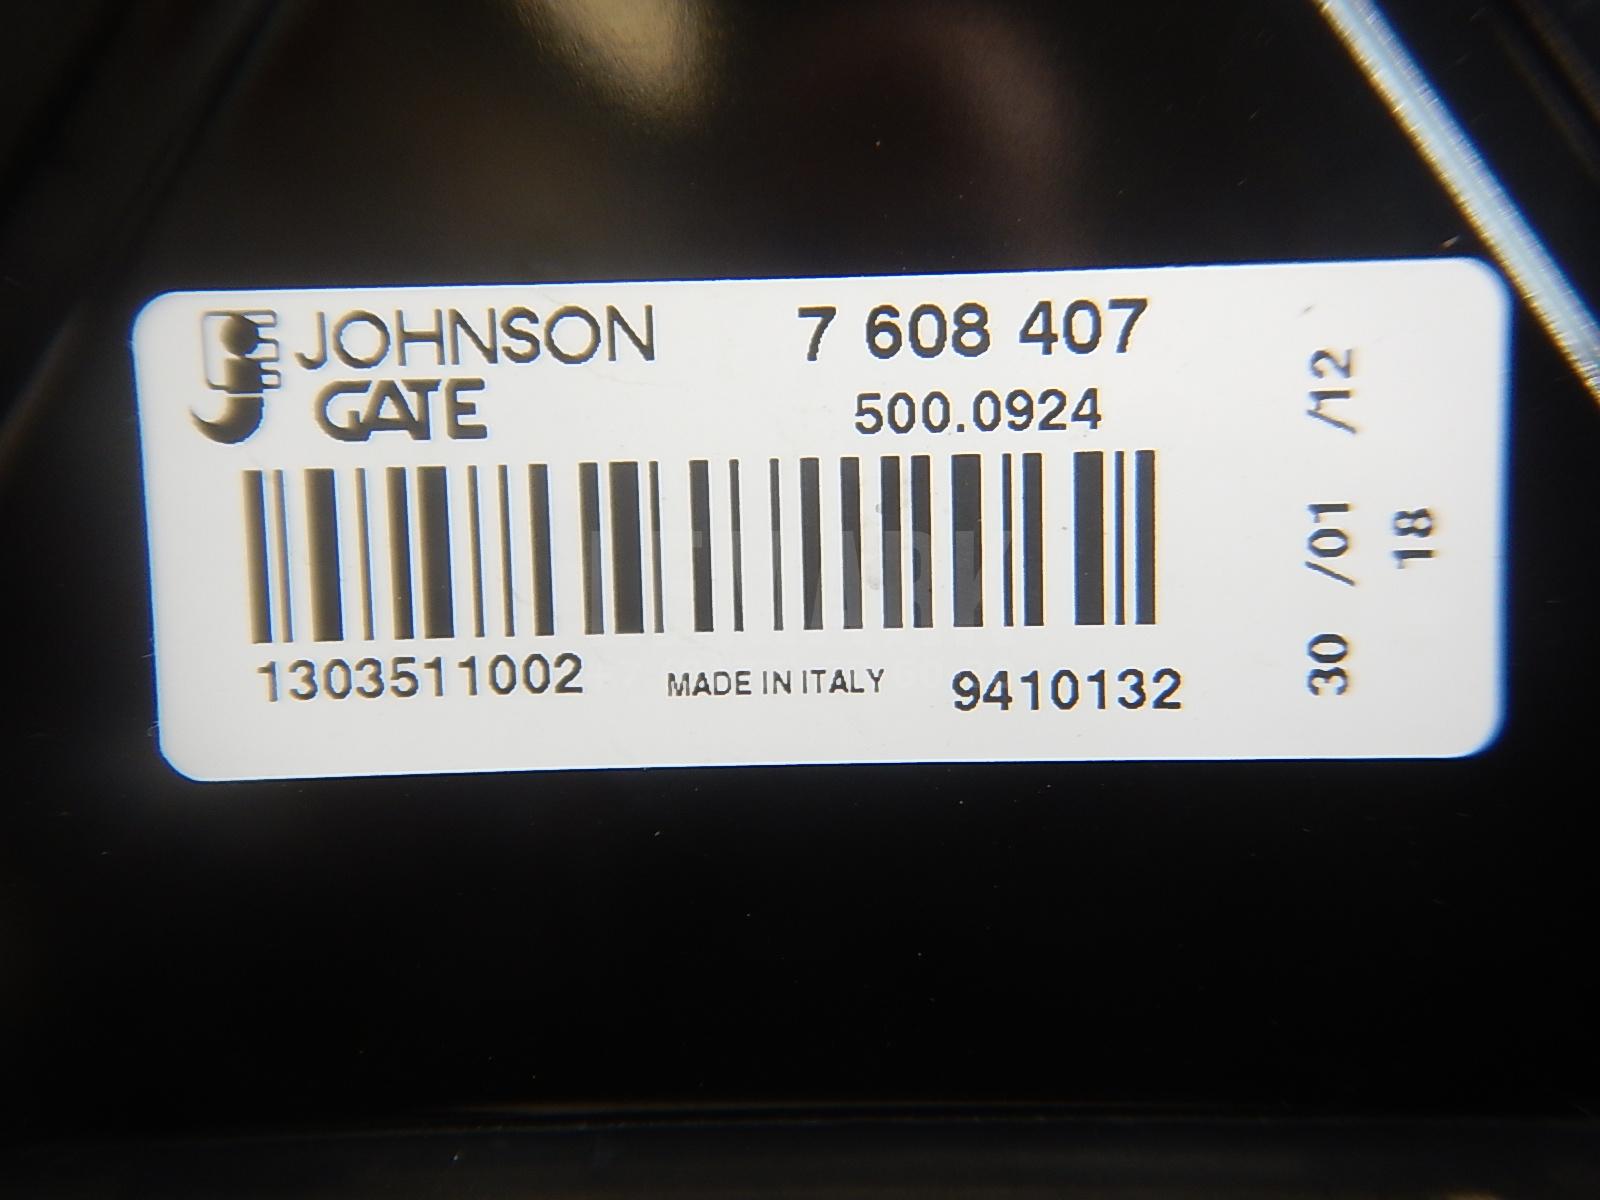 JOHNSON
GATE
7 608 407
500.0924
1303511002
MADE IN ITALY
9410132
30 /01 /12
18